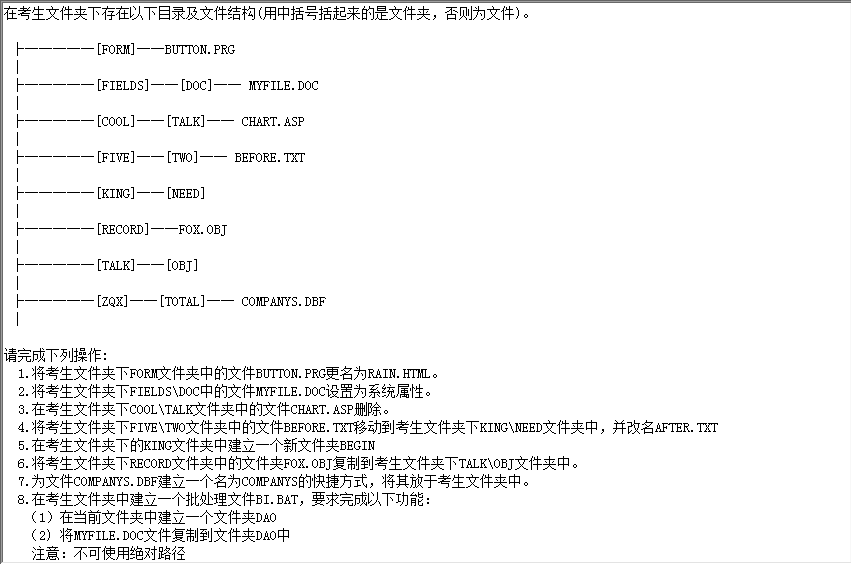 在考生文件夹下存在以下目录及文件结构(用中括号括起来的是文件夹，否则为文件)。
├——————[FORM]——BUTTON.PRG
│
├——————[FIELDS]——[DOC]—— MYFILE.DOC
│
├——————[COOL]——[TALK]—— CHART.ASP
│
├——————[FIVE]——[TWO]—— BEFORE.TXT
│
├——————[KING]——[NEED]
│
├——————[RECORD]——FOX.OBJ
│
├——————[TALK]——[OBJ]
│
├——————[ZQX]——[TOTAL]—— COMPANYS.DBF
│
请完成下列操作:
1.将考生文件夹下FORM文件夹中的文件BUTTON.PRG更名为RAIN.HTML。
2.将考生文件夹下FIELDS\DOC中的文件MYFILE.DOC设置为系统属性。
3.在考生文件夹下COOL\TALK文件夹中的文件CHART.ASP删除。
4.将考生文件夹下FIVE\TWO文件夹中的文件BEFORE.TXT移动到考生文件夹下KING\NEED文件夹中，并改名AFTER.TXT
5.在考生文件夹下的KING文件夹中建立一个新文件夹BEGIN
6.将考生文件夹下RECORD文件夹中的文件夹FOX.OBJ复制到考生文件夹下TALK\OBJ文件夹中。
7.为文件COMPANYS.DBF建立一个名为COMPANYS的快捷方式，将其放于考生文件夹中。
8.在考生文件夹中建立一个批处理文件BI.BAT，要求完成以下功能：
（1）在当前文件夹中建立一个文件夹DAO
（2）将MYFILE.DOC文件复制到文件夹DAO中
注意：不可使用绝对路径